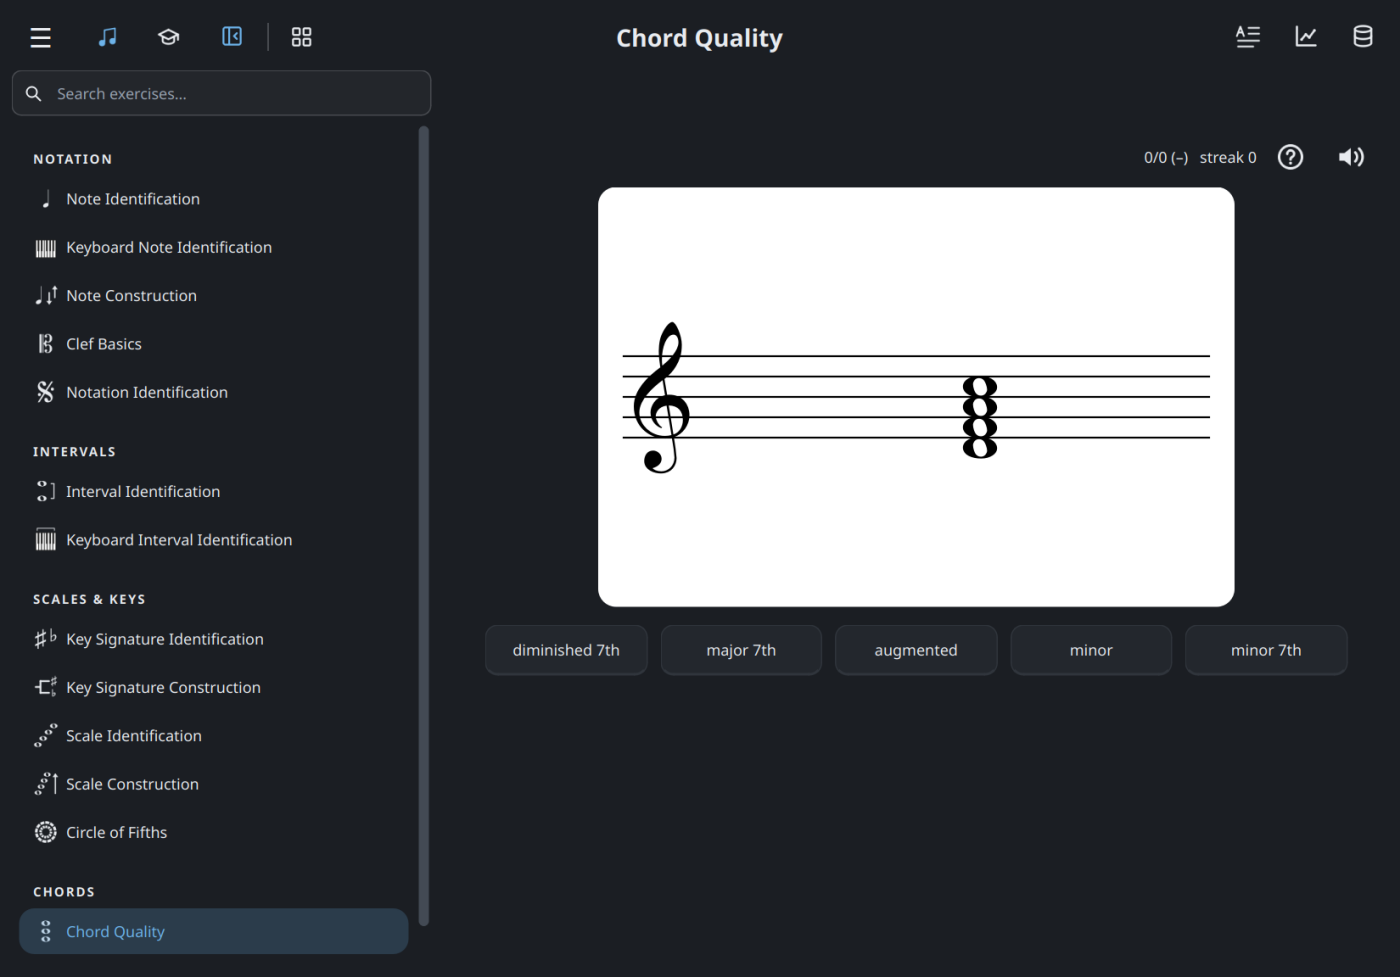 Chord Quality
Search exercises...
NOTATION
Note Identification
Keyboard Note Identification
Note Construction
Clef Basics
Notation Identification
INTERVALS
Interval Identification
Keyboard Interval Identification
SCALES & KEYS
Key Signature Identification
Key Signature Construction
Scale Identification
Scale Construction
Circle of Fifths
CHORDS
Chord Quality
0/0 (–) streak 0
diminished 7th
major 7th
augmented
minor
minor 7th